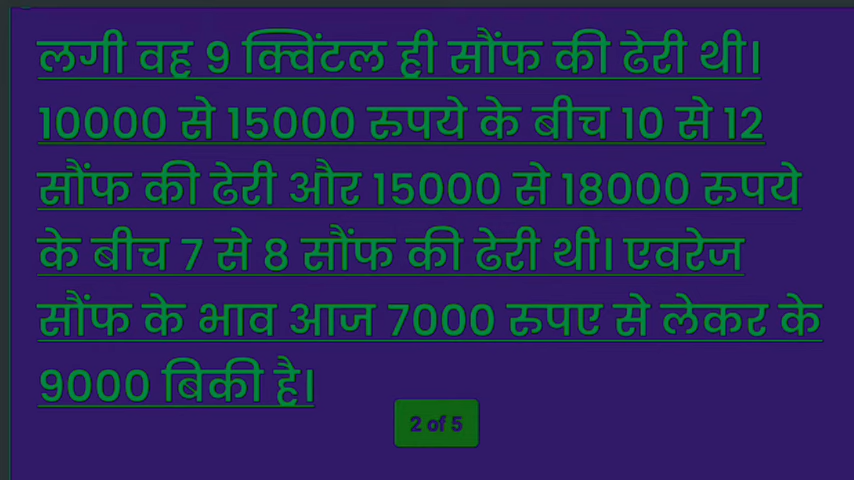 लगी वह 9 क्विंटल ही सौंफ की ढेरी थी।
10000 से 15000 रुपये के बीच 10 से 12
सौंफ की ढेरी और 15000 से 18000 रुपये
के बीच 7 से 8 सौंफ की ढेरी थी। एवरेज
सौंफ के भाव आज 7000 रुपए से लेकर के
9000 बिकी है।
2 of 5